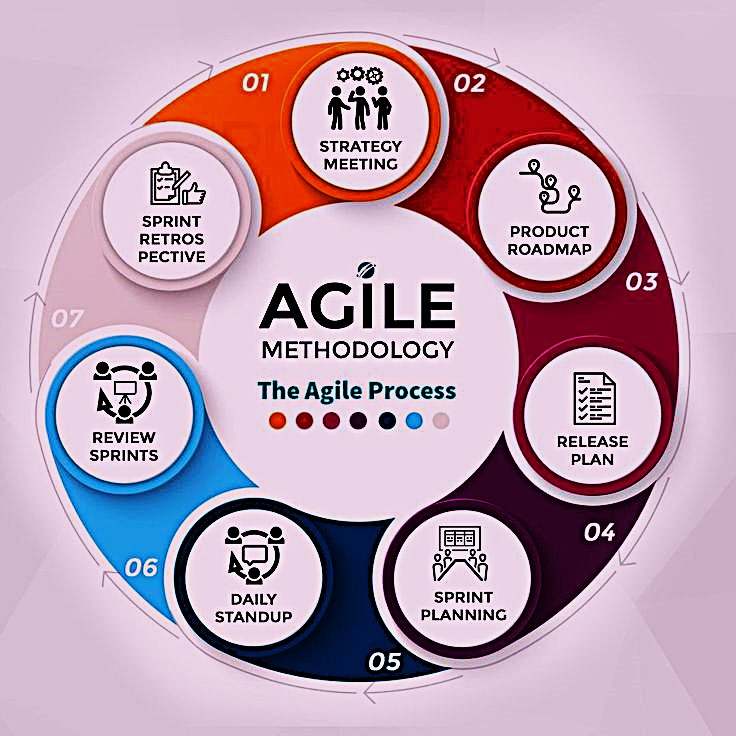 AGILE
METHODOLOGY
The Agile Process
01
STRATEGY
MEETING
02
PRODUCT
ROADMAP
03
RELEASE
PLAN
04
SPRINT
PLANNING
05
DAILY
STANDUP
06
REVIEW
SPRINTS
07
SPRINT
RETROS
PECTIVE